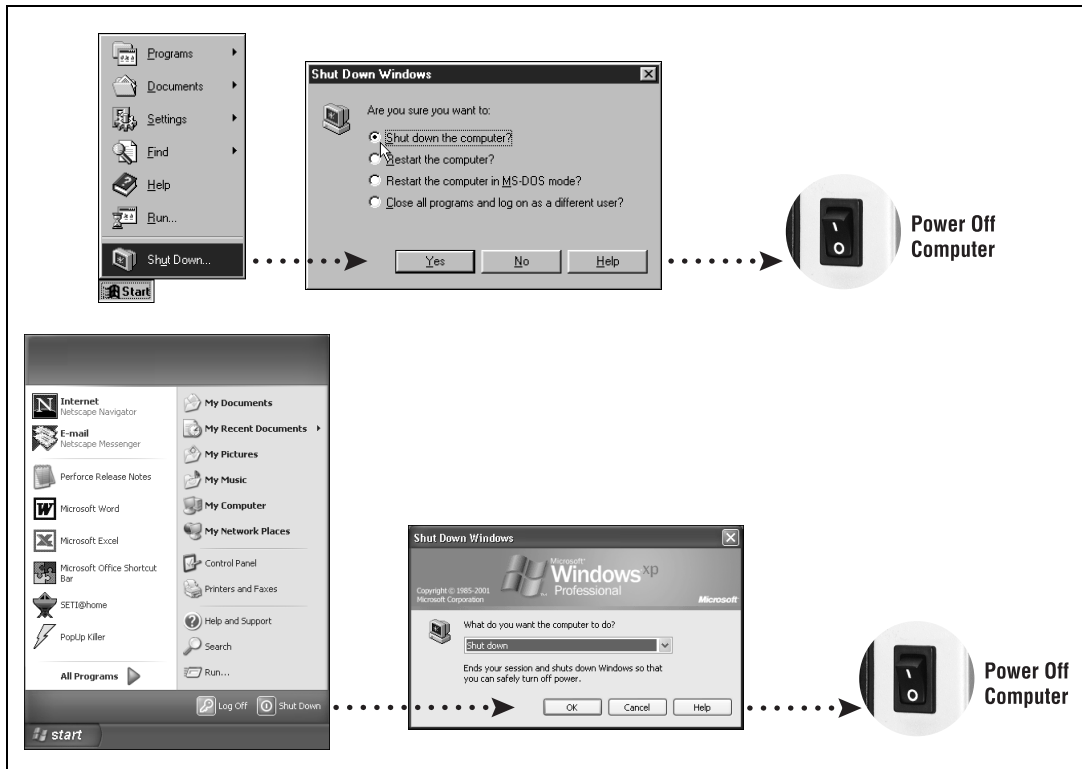 Programs
Documents
Settings
Find
Help
Run...
Shut Down...
Start
Shut Down Windows
Are you sure you want to:
Shut down the computer?
Restart the computer?
Restart the computer in MS-DOS mode?
Close all programs and log on as a different user?
Yes
No
Help
Power Off
Computer
Internet
Netscape Navigator
E-mail
Netscape Messenger
Perforce Release Notes
Microsoft Word
Microsoft Excel
Microsoft Office Shortcut
Bar
SETI@home
PopUp Killer
All Programs
My Documents
My Recent Documents
My Pictures
My Music
My Computer
My Network Places
Control Panel
Printers and Faxes
Help and Support
Search
Run...
Log Off
Shut Down
start
Shut Down Windows
Copyright © 1985-2001
Microsoft Corporation
Microsoft
Windows xp
Professional
Microsoft
What do you want the computer to do?
Shut down
Ends your session and shuts down Windows so that
you can safely turn off power.
OK
Cancel
Help
Power Off
Computer